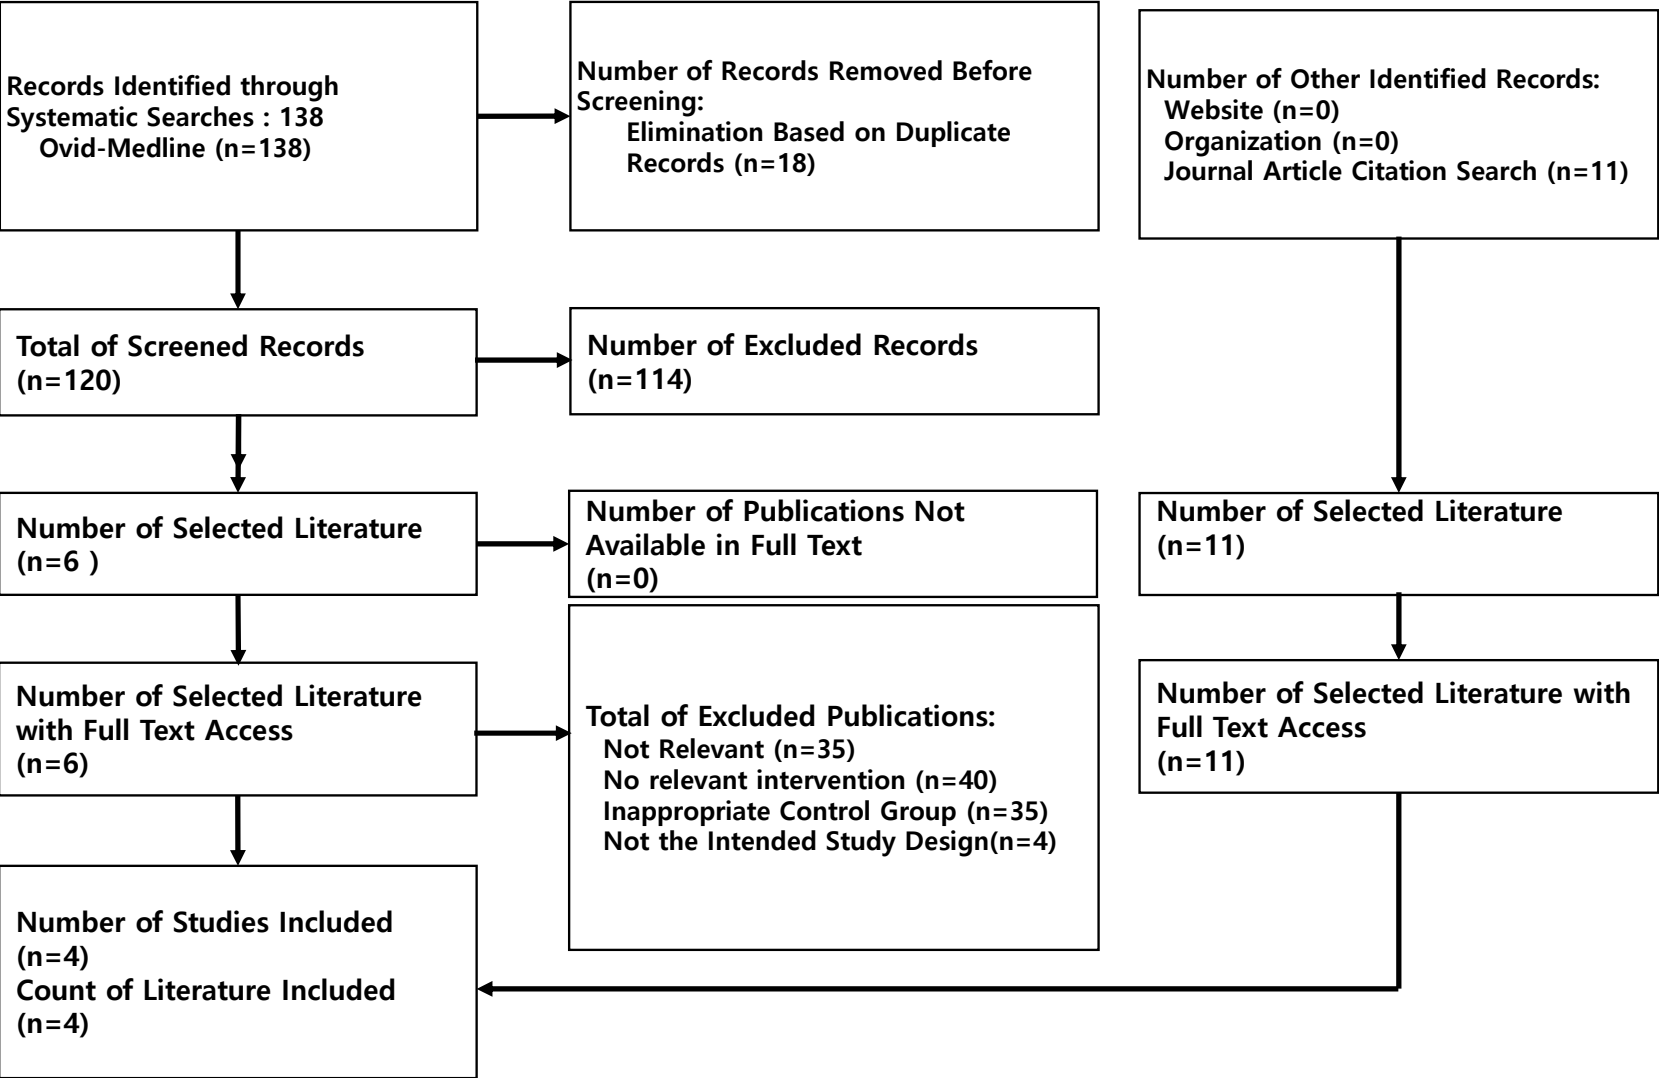 Records Identified through
Systematic Searches : 138
Ovid-Medline (n=138)
Number of Records Removed Before
Screening:
Elimination Based on Duplicate
Records (n=18)
Number of Other Identified Records:
Website (n=0)
Organization (n=0)
Journal Article Citation Search (n=11)
Total of Screened Records
(n=120)
Number of Excluded Records
(n=114)
Number of Selected Literature
(n=6 )
Number of Publications Not
Available in Full Text
(n=0)
Number of Selected Literature
(n=11)
Number of Selected Literature
with Full Text Access
(n=6)
Total of Excluded Publications:
Not Relevant (n=35)
No relevant intervention (n=40)
Inappropriate Control Group (n=35)
Not the Intended Study Design(n=4)
Number of Selected Literature with
Full Text Access
(n=11)
Number of Studies Included
(n=4)
Count of Literature Included
(n=4)